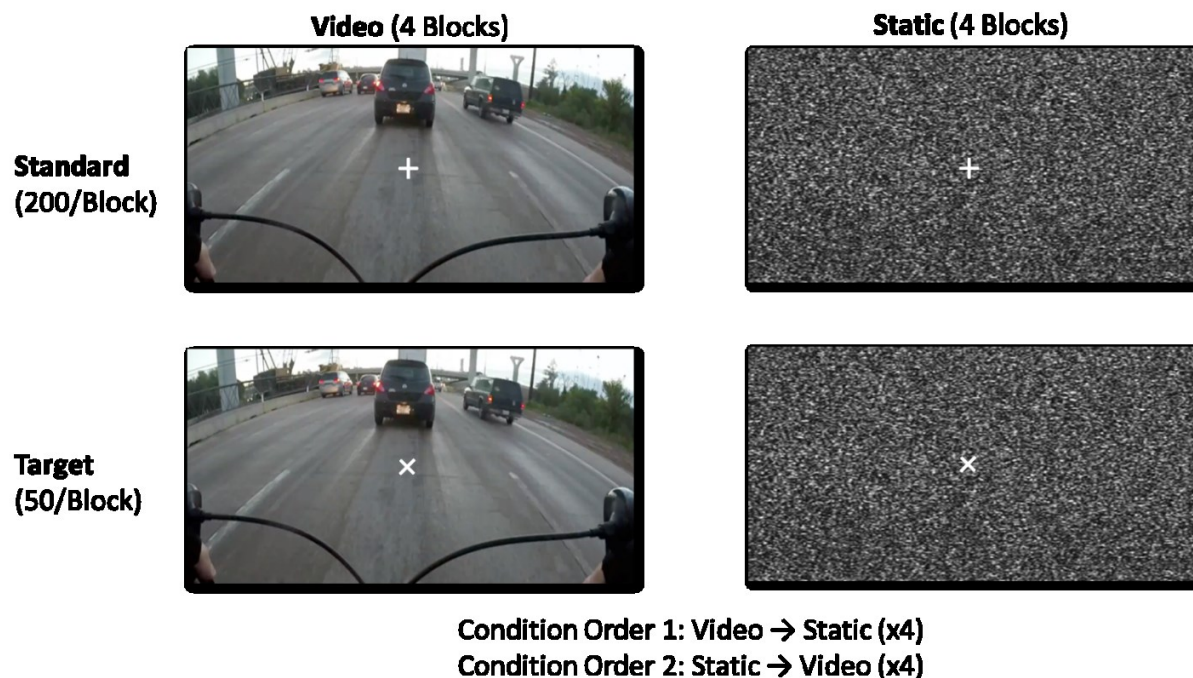 Video (4 Blocks)
Static (4 Blocks)
Standard
(200/Block)
Target
(50/Block)
Condition Order 1: Video → Static (x4)
Condition Order 2: Static → Video (x4)